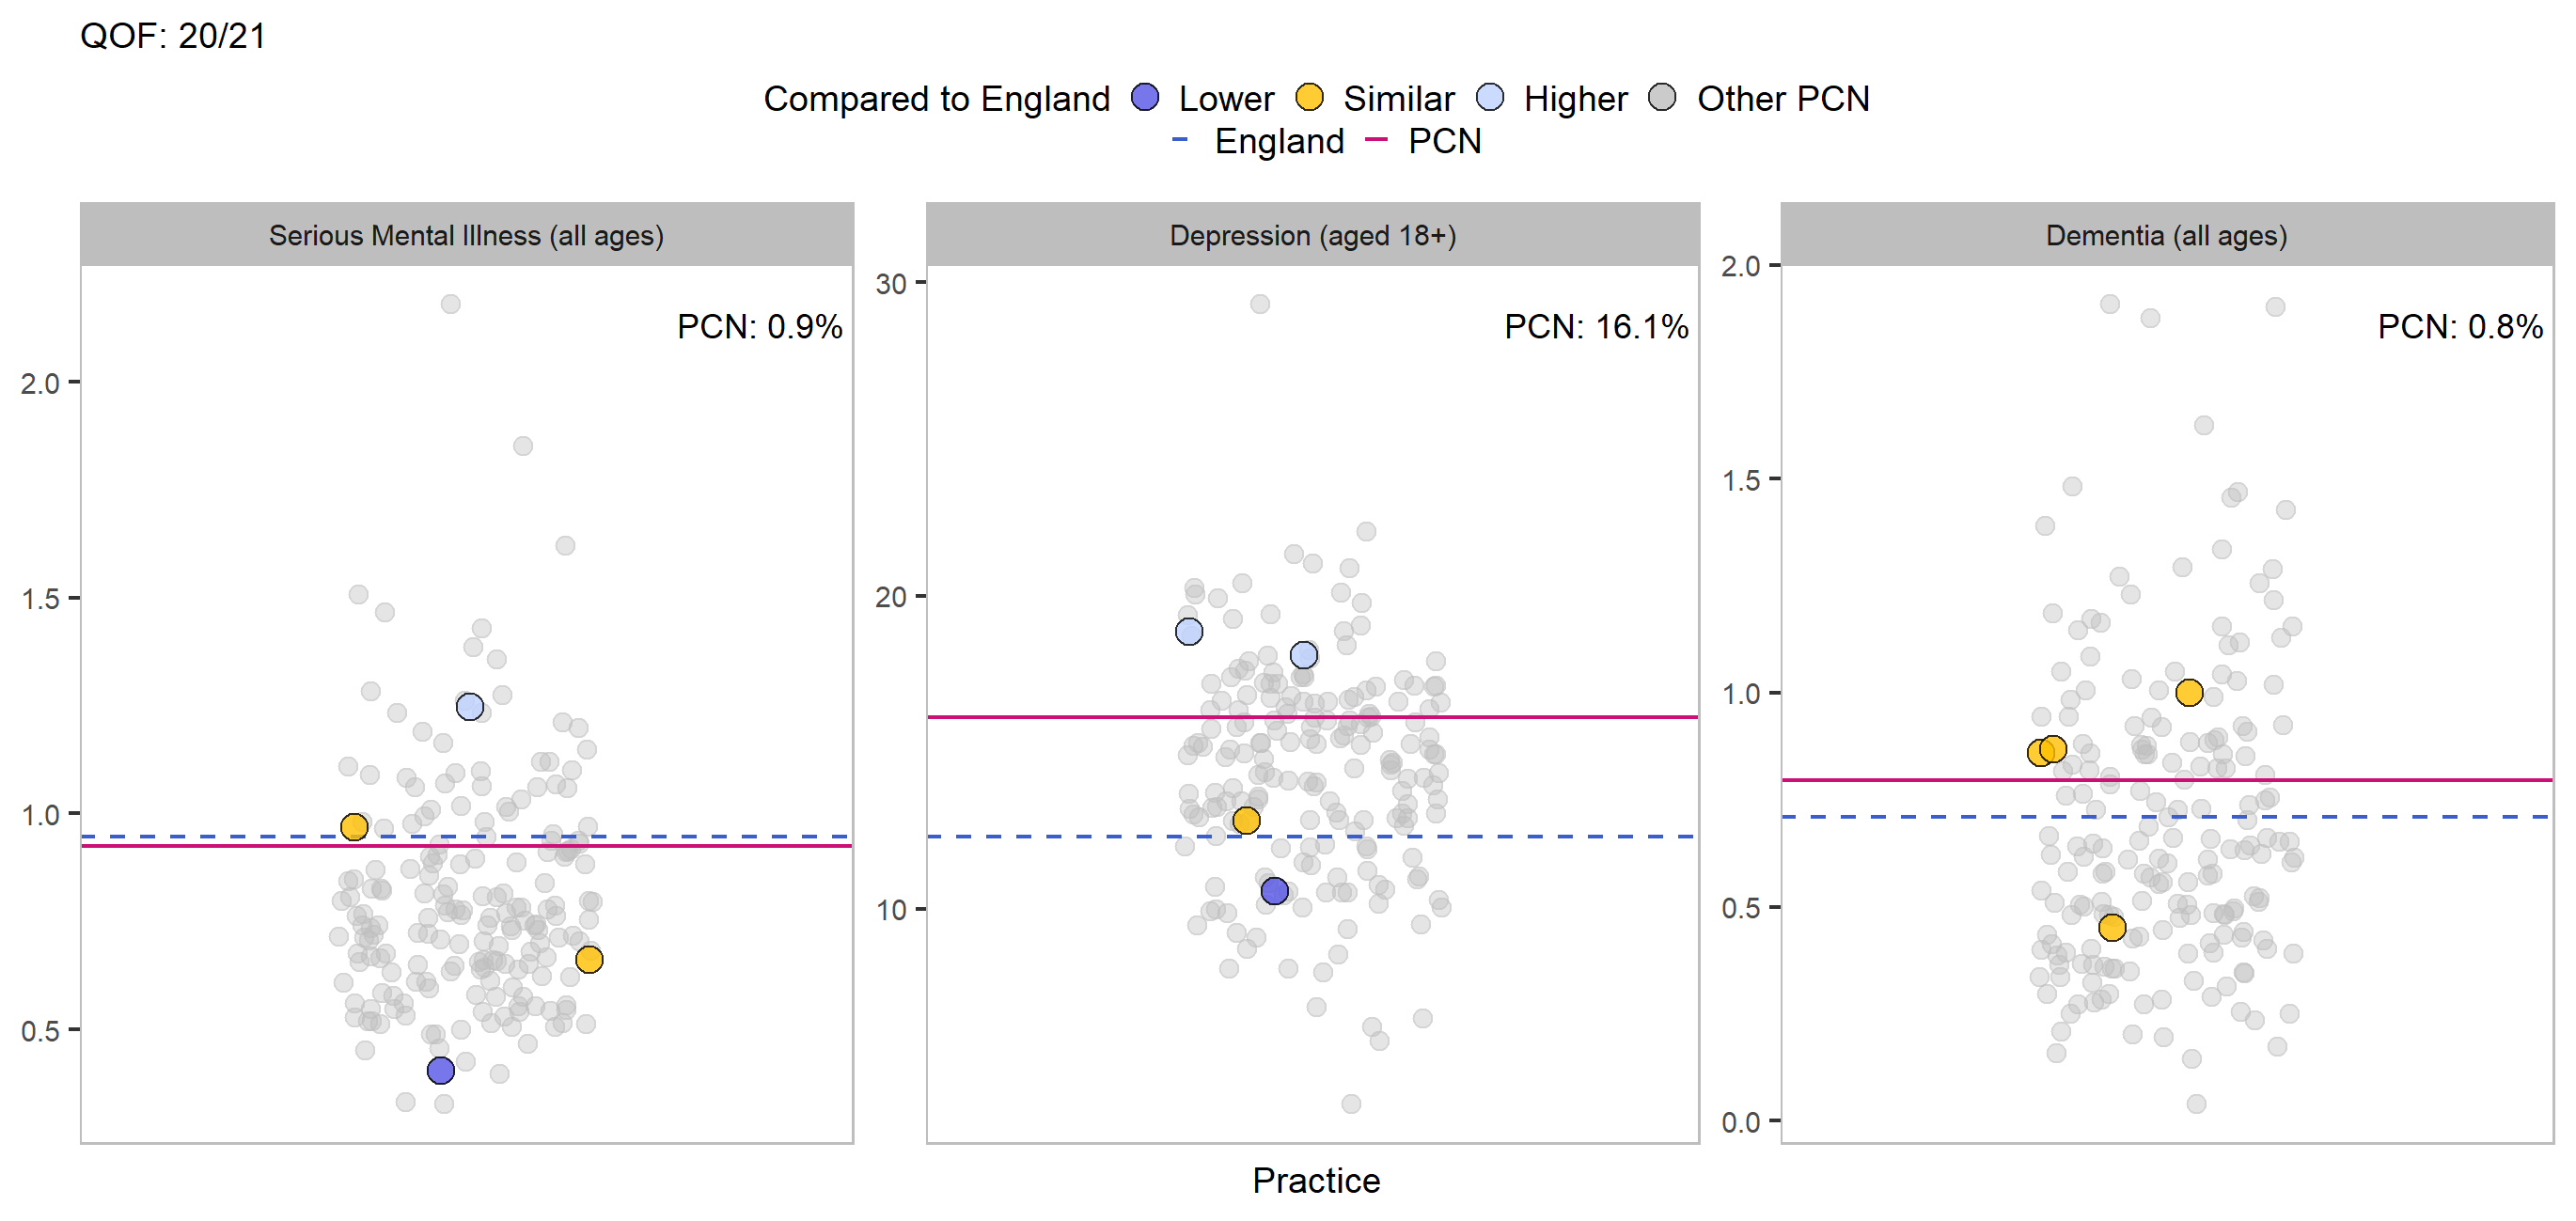 QOF: 20/21
Compared to England Lower Similar Higher Other PCN
England PCN
Serious Mental Illness (all ages)
PCN: 0.9%
2.0
1.5
1.0
0.5
Depression (aged 18+)
PCN: 16.1%
30
20
10
Dementia (all ages)
PCN: 0.8%
2.0
1.5
1.0
0.5
0.0
Practice